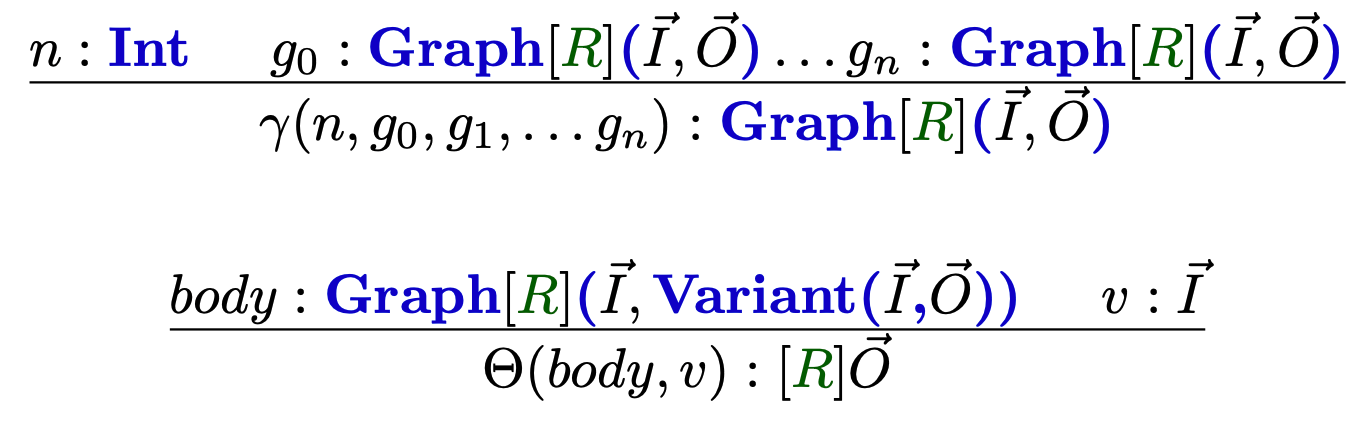 n : Int g₀ : Graph[R](I⃗, O⃗) ... gₙ : Graph[R](I⃗, O⃗)
γ(n, g₀, g₁, ... gₙ) : Graph[R](I⃗, O⃗)
body : Graph[R](I⃗, Variant(I⃗,O⃗)) v : I⃗
Θ(body, v) : [R]O⃗